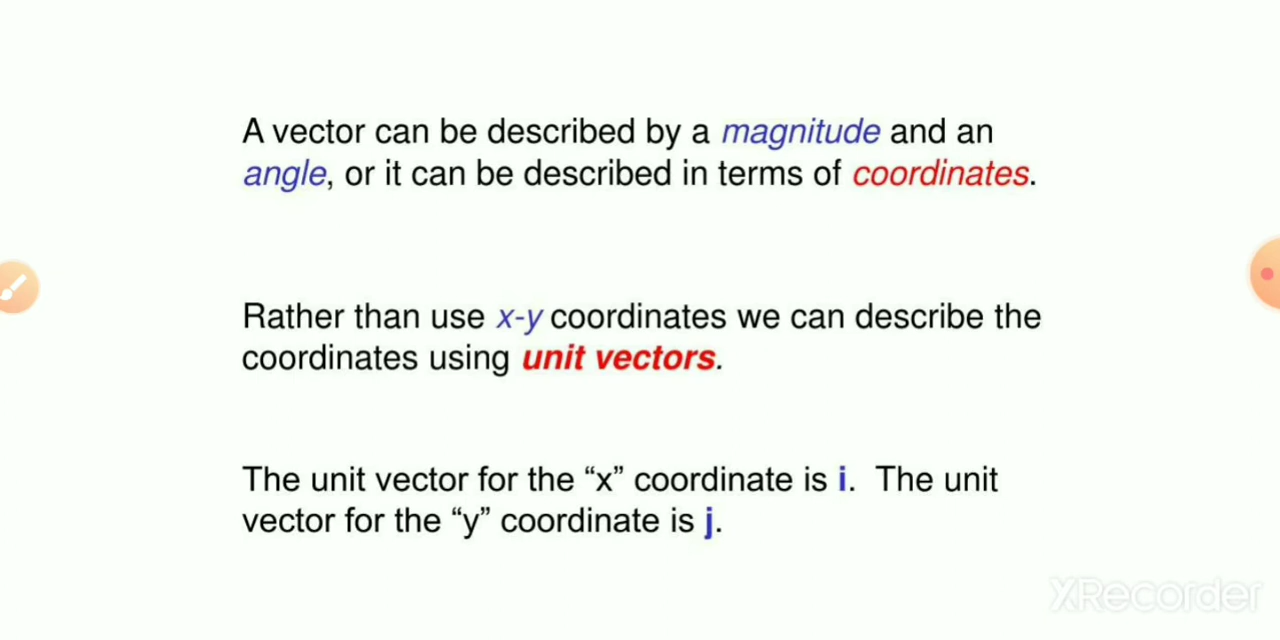 A vector can be described by a magnitude and an
angle, or it can be described in terms of coordinates.
Rather than use x-y coordinates we can describe the
coordinates using unit vectors.
The unit vector for the “x” coordinate is i.  The unit
vector for the “y” coordinate is j.
XRecorder